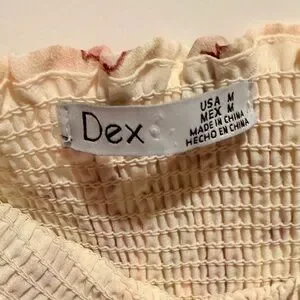 Dex
USA M
MEX M
MADE IN CHINA
HECHO EN CHINA